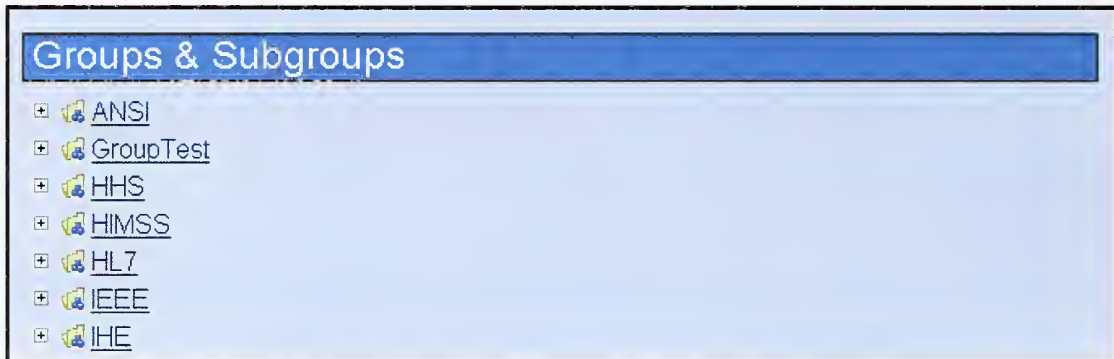 Groups & Subgroups
ANSI
GroupTest
HHS
HIMSS
HL7
IEEE
IHE